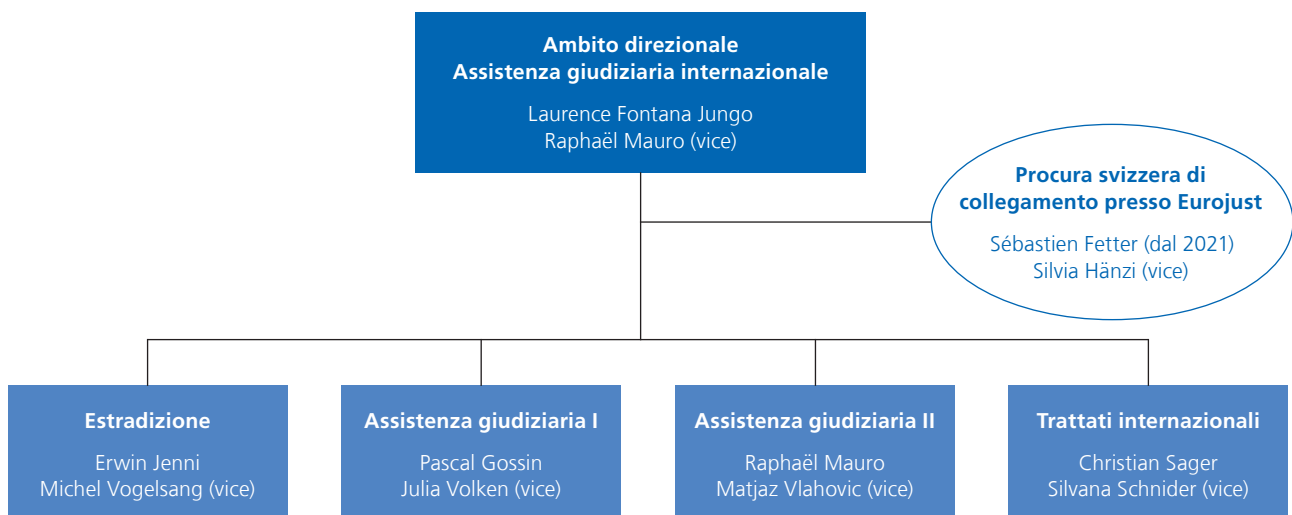 Ambito direzionale
Assistenza giudiziaria internazionale
Laurence Fontana Jungo
Raphaël Mauro (vice)
Procura svizzera di
collegamento presso Eurojust
Sébastien Fetter (dal 2021)
Silvia Hänzi (vice)
Estradizione
Erwin Jenni
Michel Vogelsang (vice)
Assistenza giudiziaria I
Pascal Gossin
Julia Volken (vice)
Assistenza giudiziaria II
Raphaël Mauro
Matjaz Vlahovic (vice)
Trattati internazionali
Christian Sager
Silvana Schnider (vice)